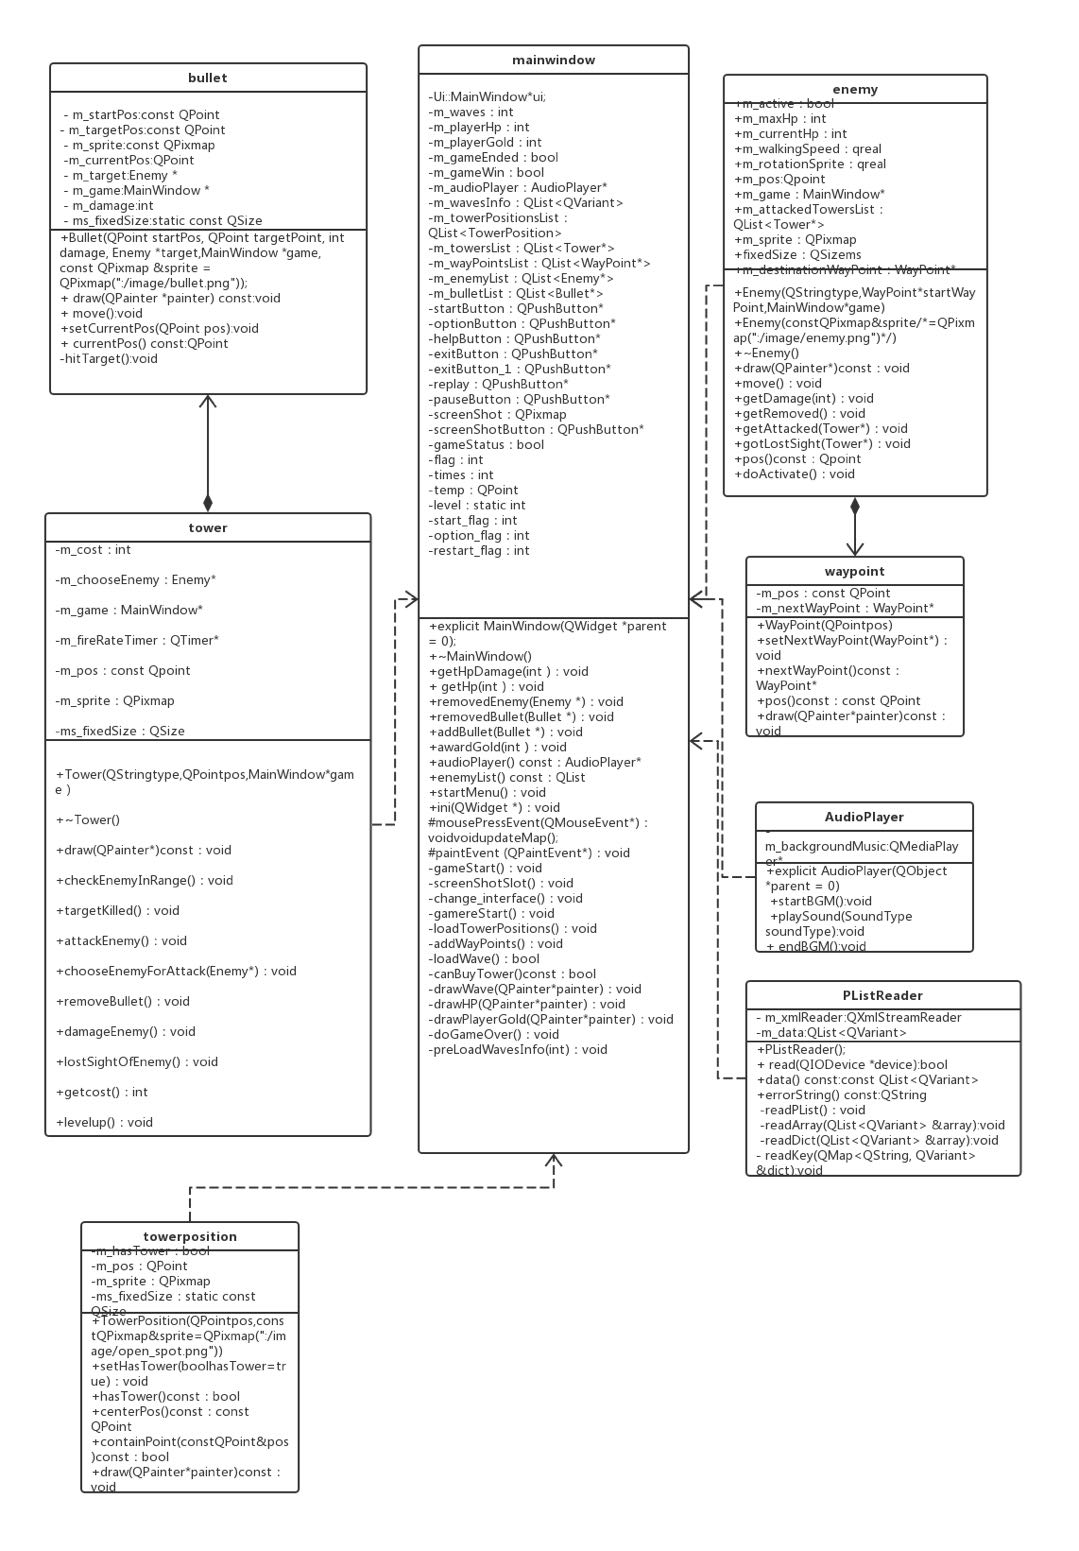 bullet
- m_startPos:const QPoint
- m_targetPos:const QPoint
- m_sprite:const QPixmap
-m_currentPos:QPoint
- m_target:Enemy *
- m_game:MainWindow *
- m_damage:int
- ms_fixedSize:static const QSize
+Bullet(QPoint startPos, QPoint targetPoint, int
damage, Enemy *target,MainWindow *game,
const QPixmap &sprite =
QPixmap(":/image/bullet.png"));
+ draw(QPainter *painter) const:void
+ move():void
+setCurrentPos(QPoint pos):void
+ currentPos() const:QPoint
-hitTarget():void
tower
-m_cost : int
-m_chooseEnemy : Enemy*
-m_game : MainWindow*
-m_fireRateTimer : QTimer*
-m_pos : const Qpoint
-m_sprite : QPixmap
-ms_fixedSize : QSize
+Tower(QStringtype,QPointpos,MainWindow*gam
e )
+~Tower()
+draw(QPainter*)const : void
+checkEnemyInRange() : void
+targetKilled() : void
+attackEnemy() : void
+chooseEnemyForAttack(Enemy*) : void
+removeBullet() : void
+damageEnemy() : void
+lostSightOfEnemy() : void
+getcost() : int
+levelup() : void
towerposition
-m_hasTower : bool
-m_pos : QPoint
-m_sprite : QPixmap
-ms_fixedSize : static const
QSize
+TowerPosition(QPointpos,cons
tQPixmap&sprite=QPixmap(":/im
age/open_spot.png"))
+setHasTower(boolhasTower=tr
ue) : void
+hasTower()const : bool
+centerPos()const : const
QPoint
+containPoint(constQPoint&pos
)const : bool
+draw(QPainter*painter)const :
void
mainwindow
-Ui::MainWindow*ui;
-m_waves : int
-m_playerHp : int
-m_playerGold : int
-m_gameEnded : bool
-m_gameWin : bool
-m_audioPlayer : AudioPlayer*
-m_wavesInfo : QList<QVariant>
-m_towerPositionsList :
QList<TowerPosition>
-m_towersList : QList<Tower*>
-m_wayPointsList : QList<WayPoint*>
-m_enemyList : QList<Enemy*>
-m_bulletList : QList<Bullet*>
-startButton : QPushButton*
-optionButton : QPushButton*
-helpButton : QPushButton*
-exitButton : QPushButton*
-exitButton_1 : QPushButton*
-replay : QPushButton*
-pauseButton : QPushButton*
-screenShot : QPixmap
-screenShotButton : QPushButton*
-gameStatus : bool
-flag : int
-times : int
-temp : QPoint
-level : static int
-start_flag : int
-option_flag : int
-restart_flag : int
+explicit MainWindow(QWidget *parent
= 0);
+~MainWindow()
+getHpDamage(int ) : void
+ getHp(int ) : void
+removedEnemy(Enemy *) : void
+removedBullet(Bullet *) : void
+addBullet(Bullet *) : void
+awardGold(int ) : void
+audioPlayer() const : AudioPlayer*
+enemyList() const : QList
+startMenu() : void
+ini(QWidget *) : void
#mousePressEvent(QMouseEvent*) :
voidvoidupdateMap();
#paintEvent (QPaintEvent*) : void
-gameStart() : void
-screenShotSlot() : void
-change_interface() : void
-gamereStart() : void
-loadTowerPositions() : void
-addWayPoints() : void
-loadWave() : bool
-canBuyTower()const : bool
-drawWave(QPainter*painter) : void
-drawHP(QPainter*painter) : void
-drawPlayerGold(QPainter*painter) : void
-doGameOver() : void
-preLoadWavesInfo(int) : void
enemy
+m_active : bool
+m_maxHp : int
+m_currentHp : int
+m_walkingSpeed : qreal
+m_rotationSprite : qreal
+m_pos:Qpoint
+m_game : MainWindow*
+m_attackedTowersList :
QList<Tower*>
+m_sprite : QPixmap
+fixedSize : QSizems
+m_destinationWayPoint : WayPoint*
+Enemy(QStringtype,WayPoint*startWay
Point,MainWindow*game)
+Enemy(constQPixmap&sprite/*=QPixm
ap(":/image/enemy.png")*/)
+~Enemy()
+draw(QPainter*)const : void
+move() : void
+getDamage(int) : void
+getRemoved() : void
+getAttacked(Tower*) : void
+gotLostSight(Tower*) : void
+pos()const : Qpoint
+doActivate() : void
waypoint
-m_pos : const QPoint
-m_nextWayPoint : WayPoint*
+WayPoint(QPointpos)
+setNextWayPoint(WayPoint*) :
void
+nextWayPoint()const :
WayPoint*
+pos()const : const QPoint
+draw(QPainter*painter)const :
void
AudioPlayer
-
m_backgroundMusic:QMediaPlay
er*
+explicit AudioPlayer(QObject
*parent = 0)
+startBGM():void
+playSound(SoundType
soundType):void
+ endBGM():void
PListReader
- m_xmlReader:QXmlStreamReader
-m_data:QList<QVariant>
+PListReader();
+ read(QIODevice *device):bool
+data() const:const QList<QVariant>
+errorString() const:QString
-readPList() : void
-readArray(QList<QVariant> &array):void
-readDict(QList<QVariant> &array):void
- readKey(QMap<QString, QVariant>
&dict):void